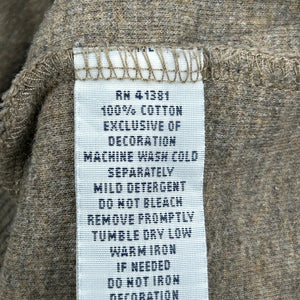 RN 41381
100% COTTON
EXCLUSIVE OF
DECORATION
MACHINE WASH COLD
SEPARATELY
MILD DETERGENT
DO NOT BLEACH
REMOVE PROMPTLY
TUMBLE DRY LOW
WARM IRON
IF NEEDED
DO NOT IRON
DECORATION